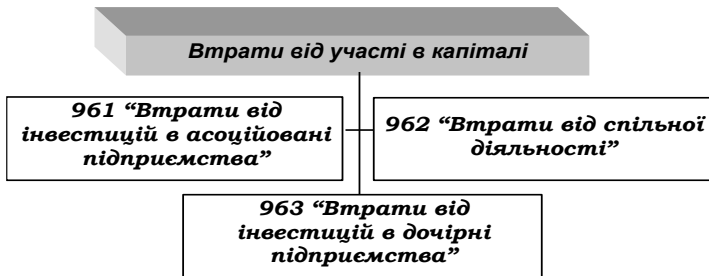 Втрати від участі в капіталі
961 “Втрати від
інвестицій в асоційовані
підприємства”
962 “Втрати від спільної
діяльності”
963 “Втрати від
інвестицій в дочірні
підприємства”